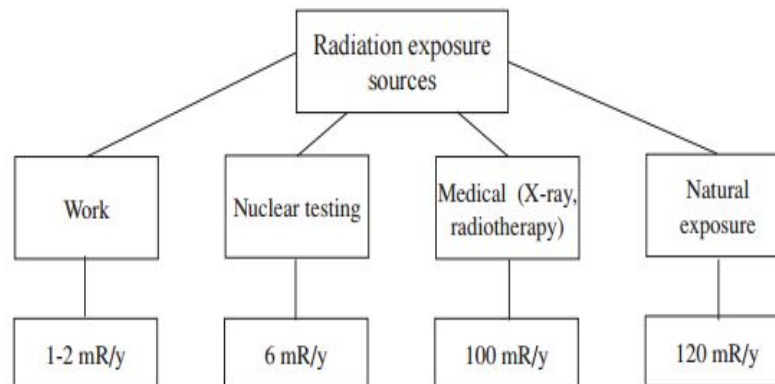 Radiation exposure
sources
Work
Nuclear testing
Medical (X-ray,
radiotherapy)
Natural
exposure
1-2 mR/y
6 mR/y
100 mR/y
120 mR/y